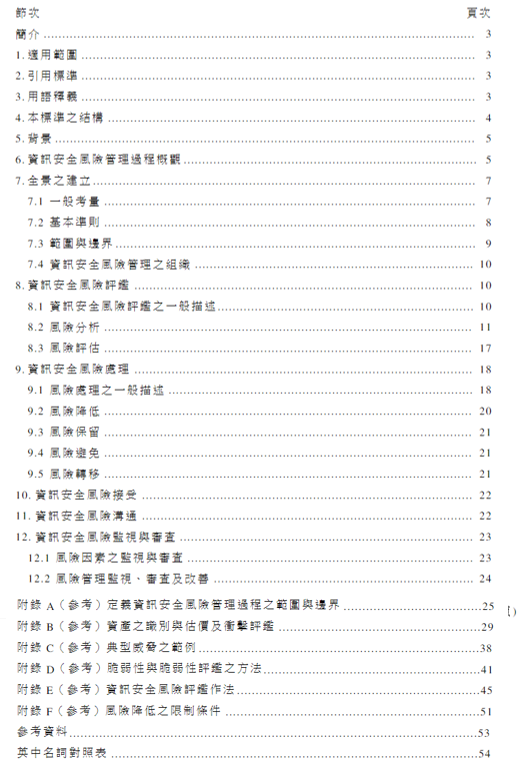 節次 頁次
簡介 ........ 3
1. 適用範圍 ........ 3
2. 引用標準 ........ 3
3. 用語釋義 ........ 3
4. 本標準之結構 ........ 4
5. 背景 ........ 5
6. 資訊安全風險管理過程概觀 ........ 5
7. 全景之建立 ........ 7
7.1 一般考量 ........ 7
7.2 基本準則 ........ 8
7.3 範圍與邊界 ........ 9
7.4 資訊安全風險管理之組織 ........ 10
8. 資訊安全風險評鑑 ........ 10
8.1 資訊安全風險評鑑之一般描述 ........ 10
8.2 風險分析 ........ 11
8.3 風險評估 ........ 17
9. 資訊安全風險處理 ........ 18
9.1 風險處理之一般描述 ........ 18
9.2 風險降低 ........ 20
9.3 風險保留 ........ 21
9.4 風險避免 ........ 21
9.5 風險轉移 ........ 21
10. 資訊安全風險接受 ........ 22
11. 資訊安全風險溝通 ........ 22
12. 資訊安全風險監視與審查 ........ 23
12.1 風險因素之監視與審查 ........ 23
12.2 風險管理監視、審查及改善 ........ 24
附錄 A（參考）定義資訊安全風險管理過程之範圍與邊界 ........ 25
附錄 B（參考）資產之識別與估價及衝擊評鑑 ........ 29
附錄 C（參考）典型威脅之範例 ........ 38
附錄 D（參考）脆弱性與脆弱性評鑑之方法 ........ 41
附錄 E（參考）資訊安全風險評鑑作法 ........ 45
附錄 F（參考）風險降低之限制條件 ........ 51
參考資料 ........ 53
英中名詞對照表 ........ 54